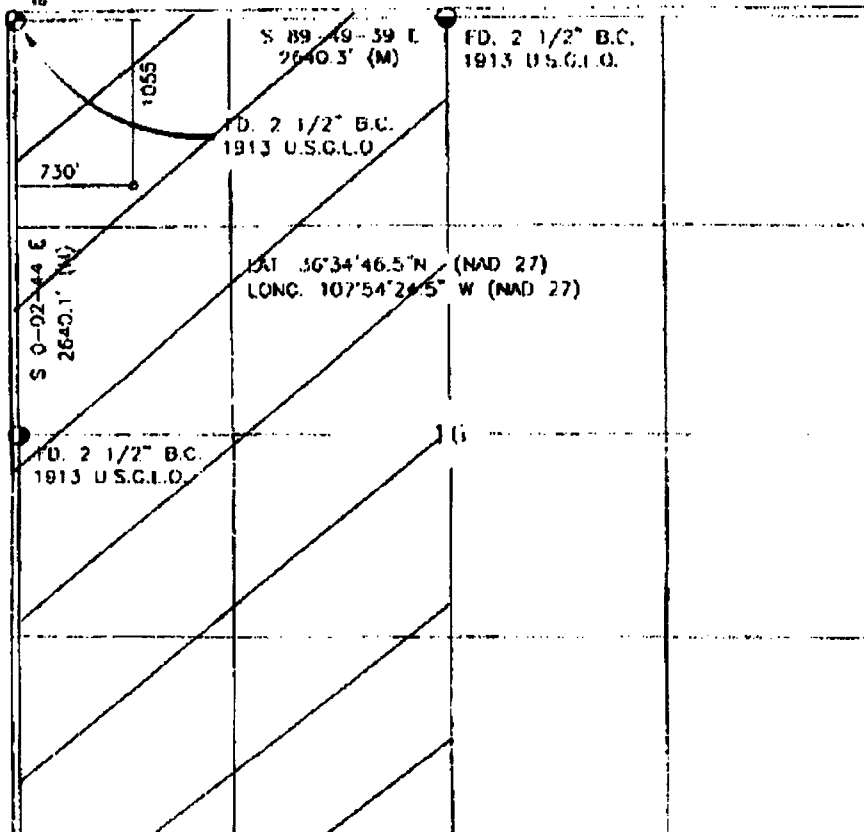 16
S 89-49-39 E
2640.3' (M)
FD. 2 1/2" B.C.
1913 U.S.G.L.O.
1055'
FD. 2 1/2" B.C.
1913 U.S.G.L.O
730'
LAT 36°34'46.5"N (NAD 27)
LONG. 107°54'24.5" W (NAD 27)
S 0-02-44 E
2640.1' (M)
FD. 2 1/2" B.C.
1913 U.S.G.L.O.
16